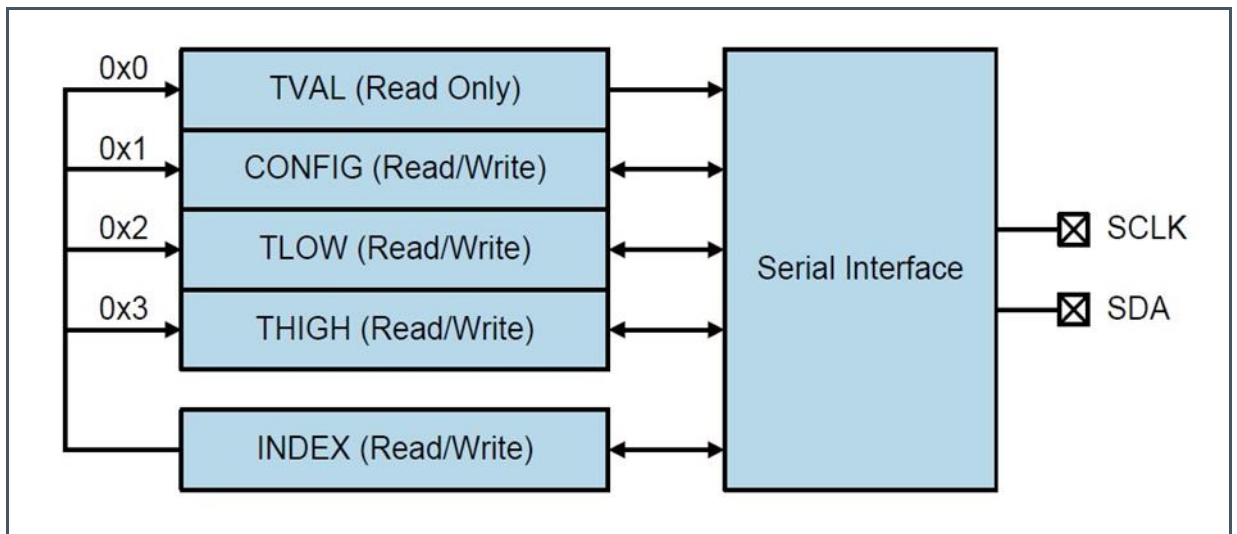 0x0
TVAL (Read Only)
0x1
CONFIG (Read/Write)
0x2
TLOW (Read/Write)
0x3
THIGH (Read/Write)
INDEX (Read/Write)
Serial Interface
SCLK
SDA